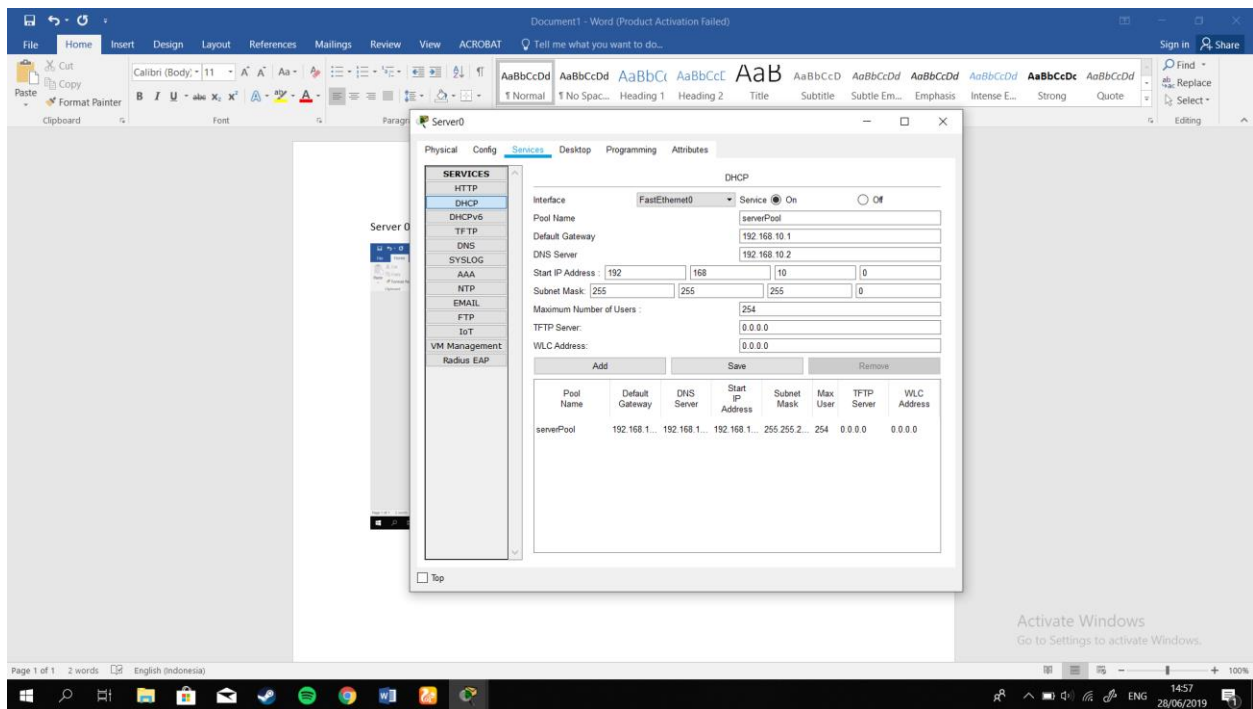 Document1 - Word (Product Activation Failed)
File Home Insert Design Layout References Mailings Review View ACROBAT Tell me what you want to do... Sign in Share
Cut
Copy
Paste
Format Painter
Clipboard
Calibri (Body) 11
Font
Paragr
AaBbCcDd AaBbCcDd AaBbC( AaBbCcE AaB AaBbCcD AaBbCcDd AaBbCcDd AaBbCcDd AaBbCcDc AaBbCcDd
¶ Normal ¶ No Spac... Heading 1 Heading 2 Title Subtitle Subtle Em... Emphasis Intense E... Strong Quote
Find
Replace
Select
Editing
Server 0
Server0
Physical Config Services Desktop Programming Attributes
SERVICES
HTTP
DHCP
DHCPv6
TFTP
DNS
SYSLOG
AAA
NTP
EMAIL
FTP
IoT
VM Management
Radius EAP
DHCP
Interface FastEthernet0 Service On Off
Pool Name serverPool
Default Gateway 192.168.10.1
DNS Server 192.168.10.2
Start IP Address : 192 168 10 0
Subnet Mask: 255 255 255 0
Maximum Number of Users : 254
TFTP Server: 0.0.0.0
WLC Address: 0.0.0.0
Add Save Remove
Pool Name Default Gateway DNS Server Start IP Address Subnet Mask Max User TFTP Server WLC Address
serverPool 192.168.1... 192.168.1... 192.168.1... 255.255.2... 254 0.0.0.0 0.0.0.0
Top
Activate Windows
Go to Settings to activate Windows.
Page 1 of 1 2 words English (Indonesia) 100%
ENG
14:57
28/06/2019